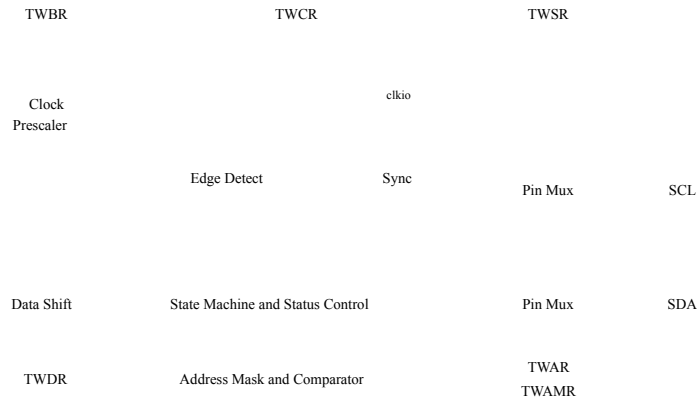 TWBR TWCR TWSR
clkio
Clock
Prescaler
Edge Detect Sync
Pin Mux SCL
Data Shift State Machine and Status Control Pin Mux SDA
TWAR
TWDR Address Mask and Comparator
TWAMR